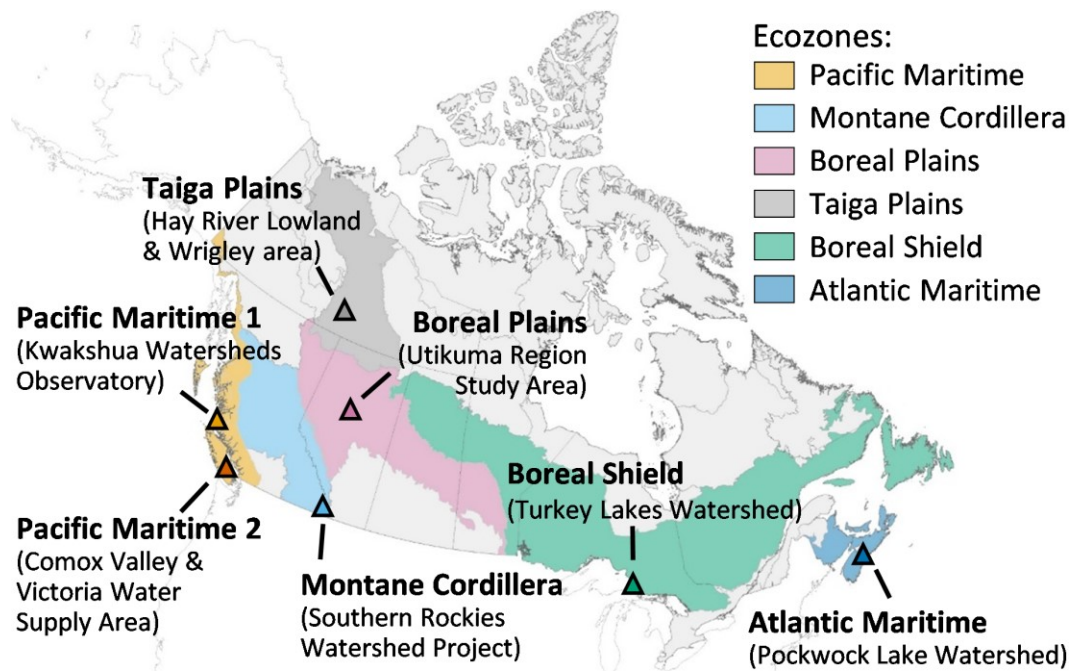 Ecozones:
Pacific Maritime
Montane Cordillera
Boreal Plains
Taiga Plains
Boreal Shield
Atlantic Maritime
Taiga Plains
(Hay River Lowland
& Wrigley area)
Pacific Maritime 1
(Kwakshua Watersheds
Observatory)
Boreal Plains
(Utikuma Region
Study Area)
Boreal Shield
(Turkey Lakes Watershed)
Pacific Maritime 2
(Comox Valley &
Victoria Water
Supply Area)
Montane Cordillera
(Southern Rockies
Watershed Project)
Atlantic Maritime
(Pockwock Lake Watershed)